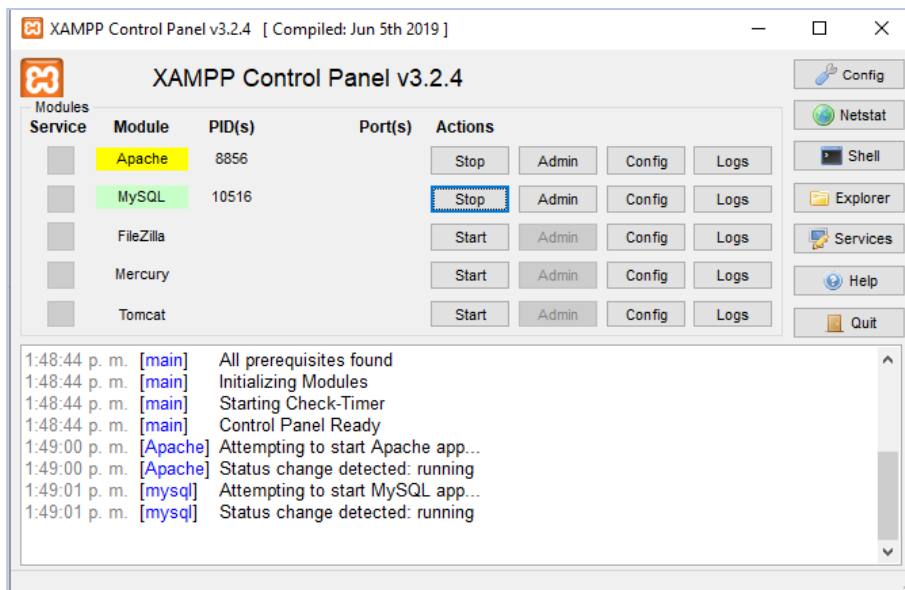 XAMPP Control Panel v3.2.4 [ Compiled: Jun 5th 2019 ]
XAMPP Control Panel v3.2.4
Config
Modules
Netstat
Service Module PID(s) Port(s) Actions
Apache 8856 Stop Admin Config Logs
Shell
MySQL 10516 Stop Admin Config Logs
Explorer
FileZilla Start Admin Config Logs
Services
Mercury Start Admin Config Logs
Help
Tomcat Start Admin Config Logs
Quit
1:48:44 p. m. [main] All prerequisites found
1:48:44 p. m. [main] Initializing Modules
1:48:44 p. m. [main] Starting Check-Timer
1:48:44 p. m. [main] Control Panel Ready
1:49:00 p. m. [Apache] Attempting to start Apache app...
1:49:00 p. m. [Apache] Status change detected: running
1:49:01 p. m. [mysql] Attempting to start MySQL app...
1:49:01 p. m. [mysql] Status change detected: running